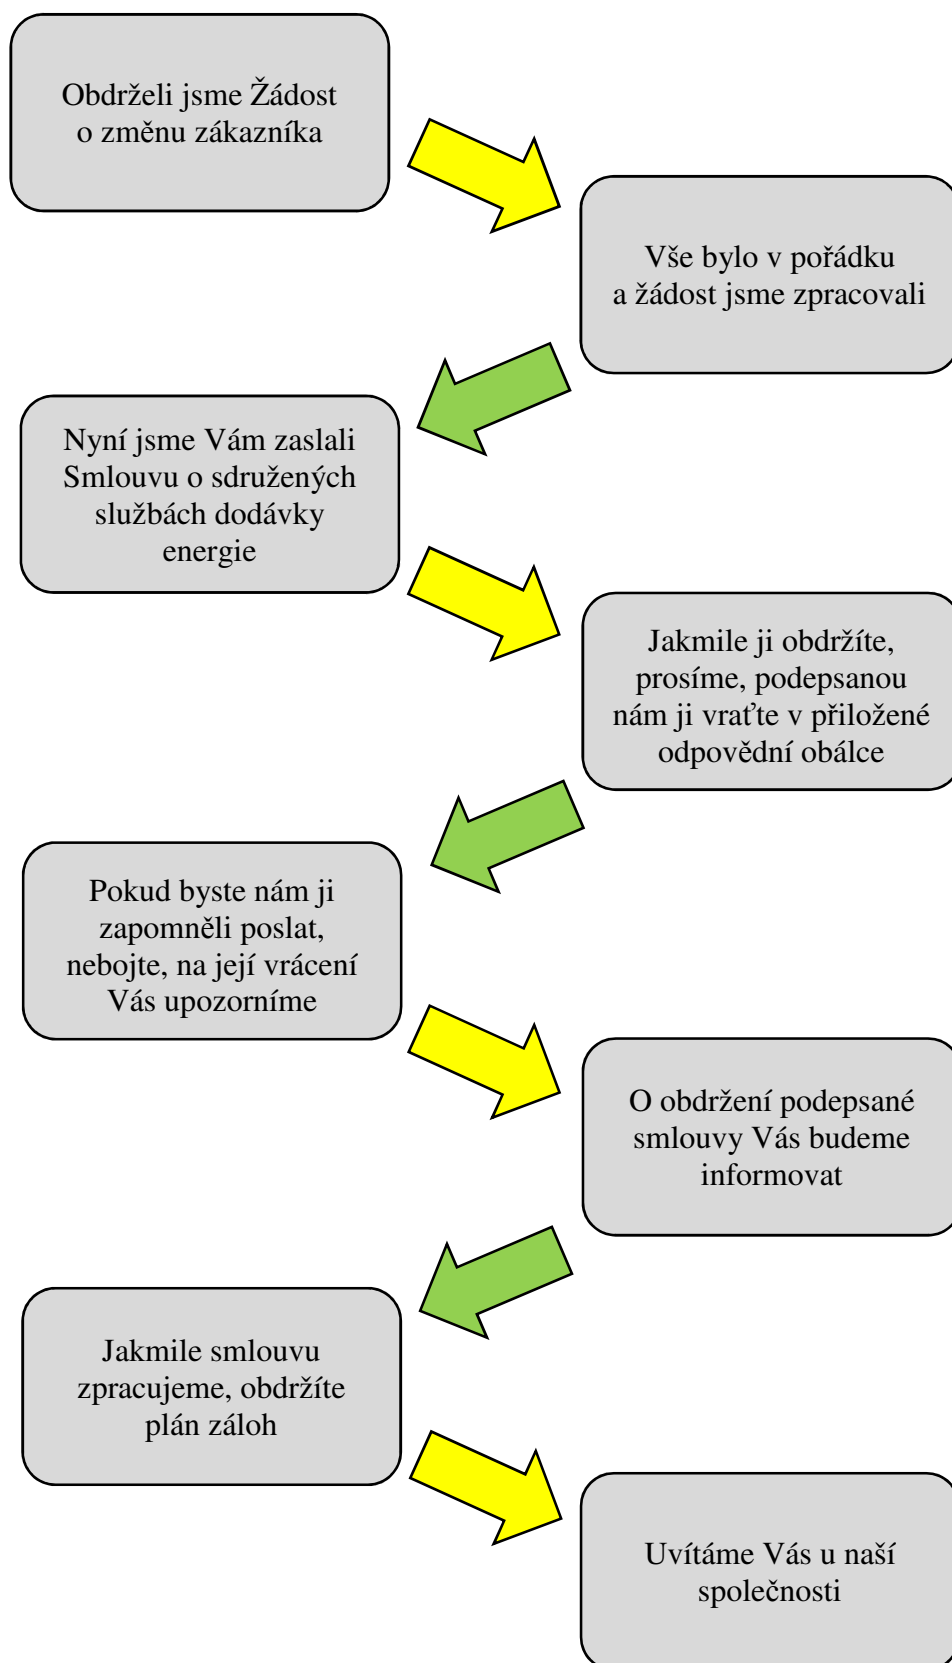 Obdrželi jsme Žádost
o změnu zákazníka
Vše bylo v pořádku
a žádost jsme zpracovali
Nyní jsme Vám zaslali
Smlouvu o sdružených
službách dodávky
energie
Jakmile ji obdržíte,
prosíme, podepsanou
nám ji vraťte v přiložené
odpovědní obálce
Pokud byste nám ji
zapomněli poslat,
nebojte, na její vrácení
Vás upozorníme
O obdržení podepsané
smlouvy Vás budeme
informovat
Jakmile smlouvu
zpracujeme, obdržíte
plán záloh
Uvítáme Vás u naší
společnosti